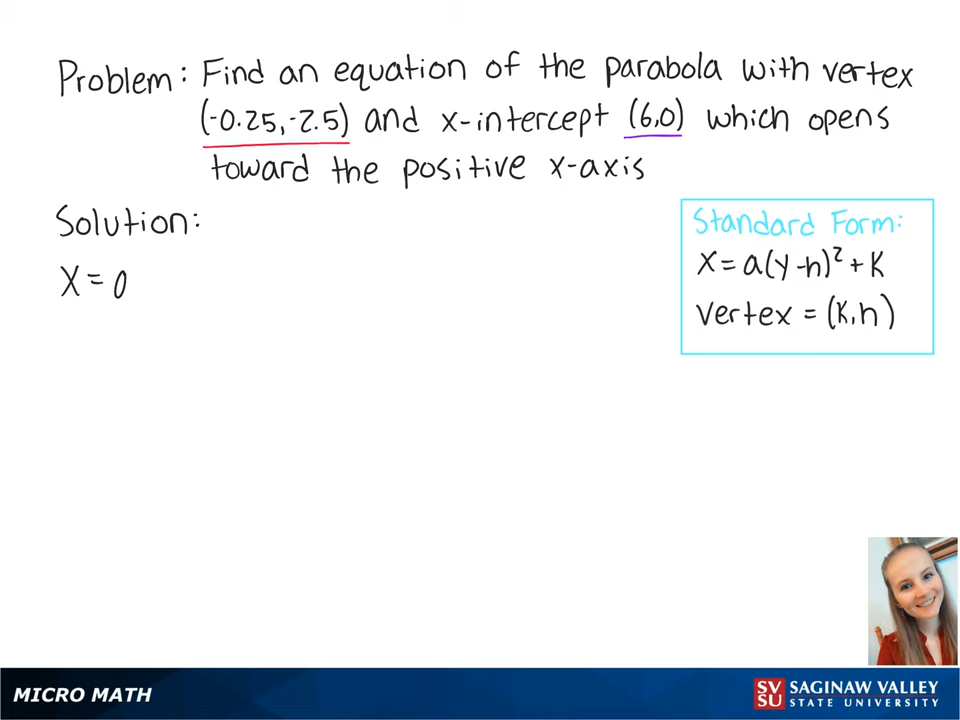 Problem: Find an equation of the parabola with vertex
(-0.25,-2.5) and x-intercept (6,0) which opens
toward the positive x-axis
Solution:
x = 0
Standard Form:
x = a(y-h)² + k
vertex = (k,h)
MICRO MATH
SV
SU
SAGINAW VALLEY
STATE UNIVERSITY